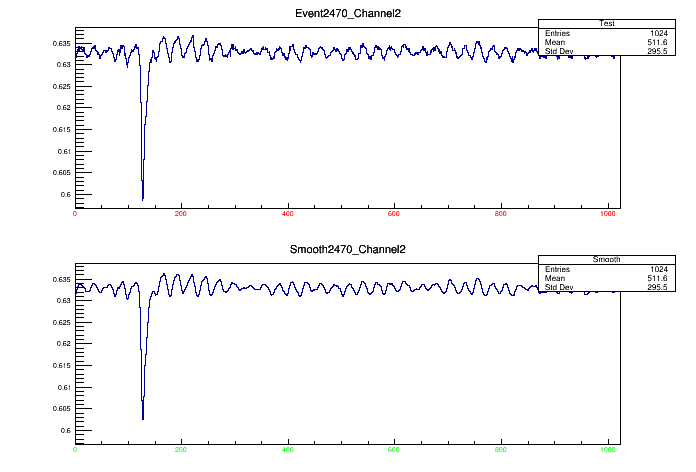 Event2470_Channel2
Test
Entries 1024
Mean 511.6
Std Dev 295.5
0.635
0.63
0.625
0.62
0.615
0.61
0.605
0.6
0 200 400 600 800 1000
Smooth2470_Channel2
Smooth
Entries 1024
Mean 511.6
Std Dev 295.5
0.635
0.63
0.625
0.62
0.615
0.61
0.605
0.6
0 200 400 600 800 1000